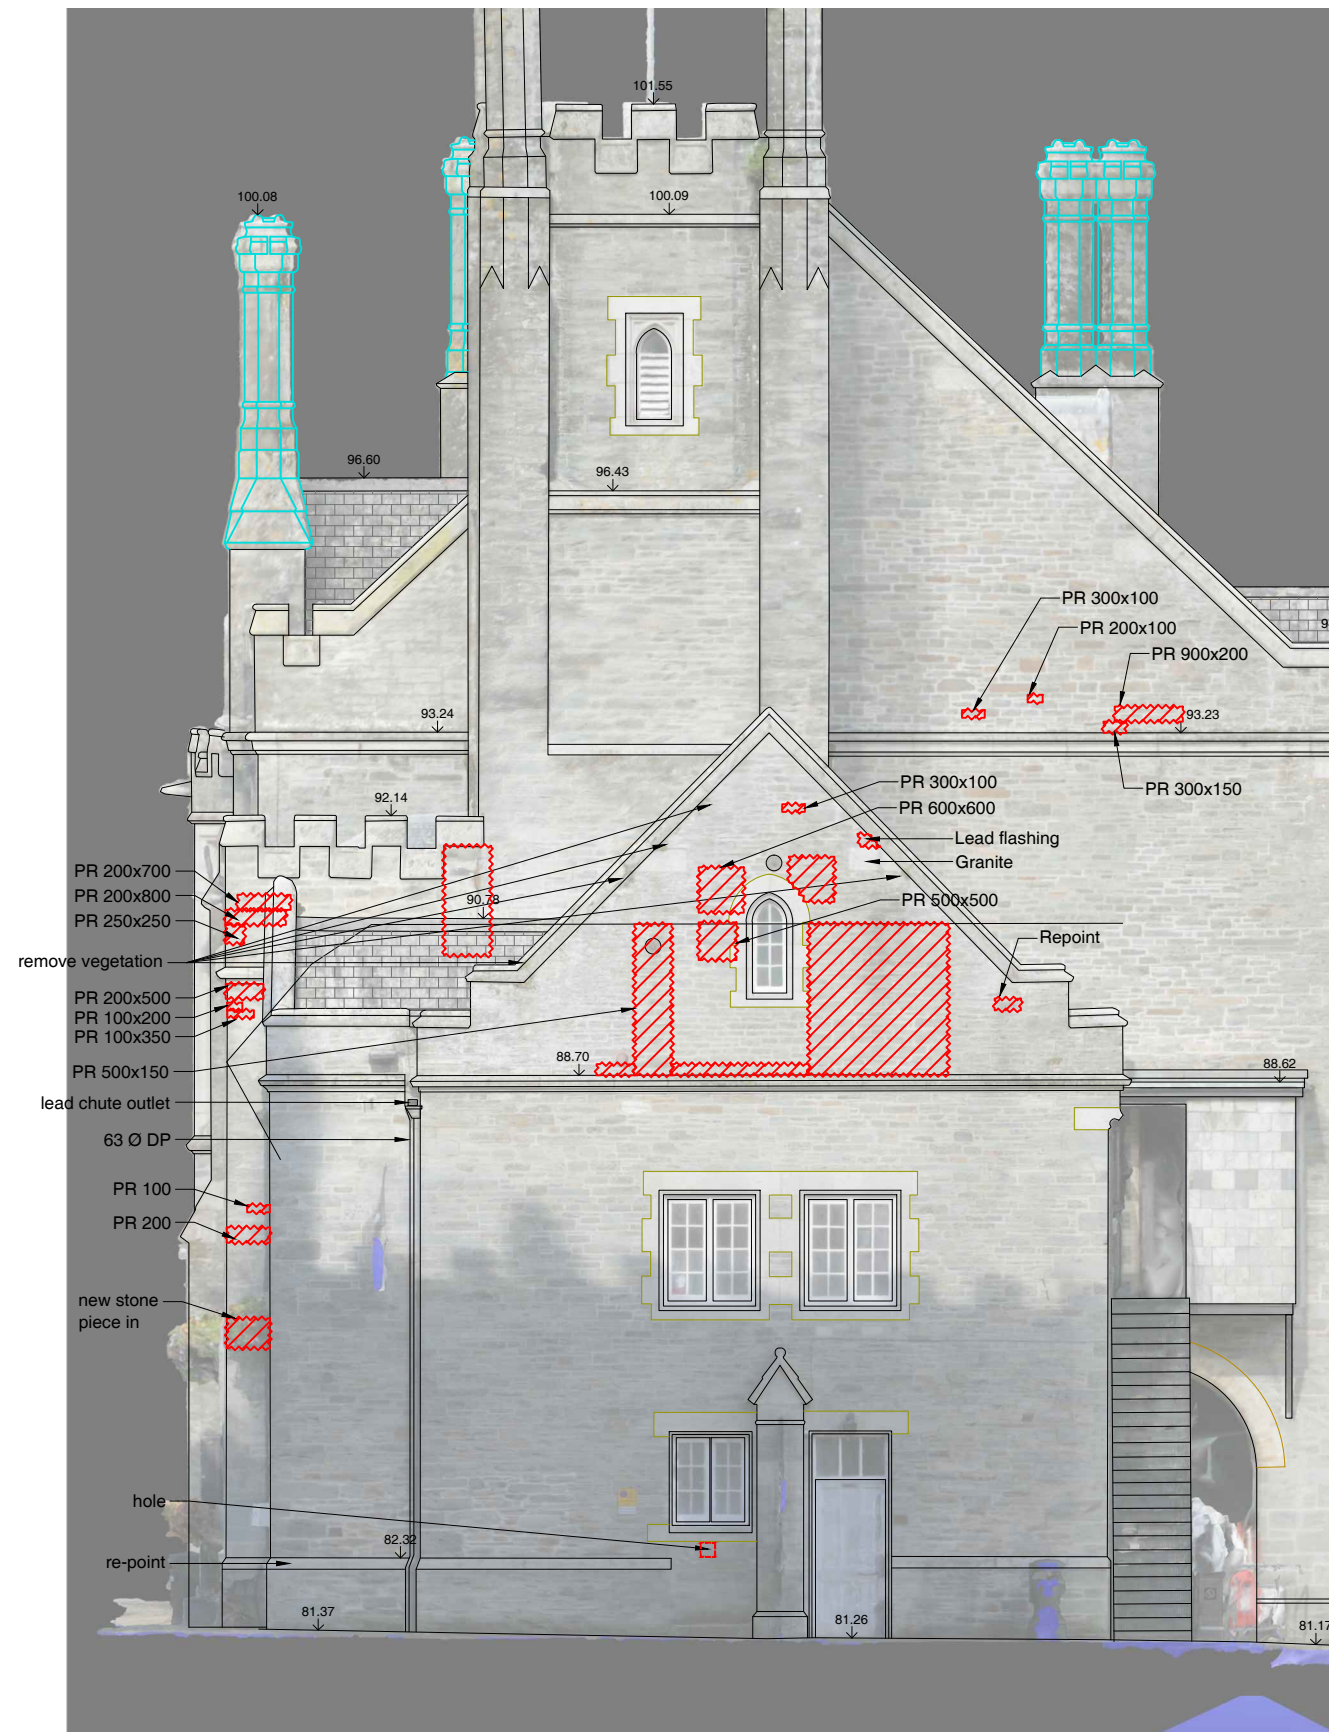 101.55
100.08
100.09
96.60
96.43
PR 300x100
PR 200x100
PR 900x200
93.24
93.23
PR 300x100
PR 300x150
92.14
PR 600x600
Lead flashing
Granite
PR 200x700
PR 200x800
90.78
PR 500x500
PR 250x250
Repoint
remove vegetation
PR 200x500
PR 100x200
PR 100x350
88.70
88.62
PR 500x150
lead chute outlet
63 Ø DP
PR 100
PR 200
new stone
piece in
hole
82.32
re-point
81.37
81.26
81.17